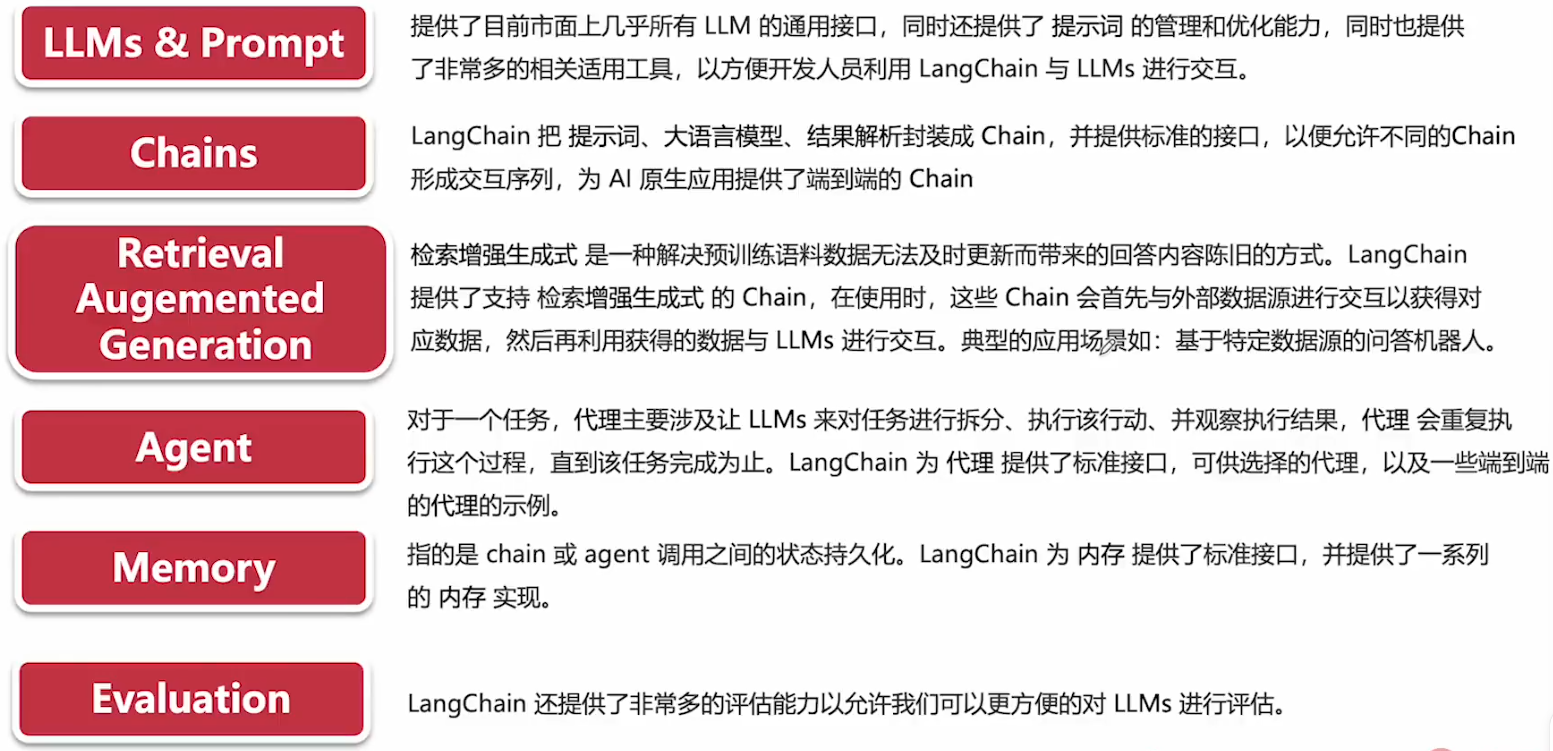 LLMs & Prompt
提供了目前市面上几乎所有 LLM 的通用接口，同时还提供了 提示词 的管理和优化能力，同时也提供
了非常多的相关适用工具，以方便开发人员利用 LangChain 与 LLMs 进行交互。
Chains
LangChain 把 提示词、大语言模型、结果解析封装成 Chain，并提供标准的接口，以便允许不同的Chain
形成交互序列，为 AI 原生应用提供了端到端的 Chain
Retrieval
Augemented
Generation
检索增强生成式 是一种解决预训练语料数据无法及时更新而带来的回答内容陈旧的方式。LangChain
提供了支持 检索增强生成式 的 Chain，在使用时，这些 Chain 会首先与外部数据源进行交互以获得对
应数据，然后再利用获得的数据与 LLMs 进行交互。典型的应用场景如：基于特定数据源的问答机器人。
Agent
对于一个任务，代理主要涉及让 LLMs 来对任务进行拆分、执行该行动、并观察执行结果，代理 会重复执
行这个过程，直到该任务完成为止。LangChain 为 代理 提供了标准接口，可供选择的代理，以及一些端到端
的代理的示例。
Memory
指的是 chain 或 agent 调用之间的状态持久化。LangChain 为 内存 提供了标准接口，并提供了一系列
的 内存 实现。
Evaluation
LangChain 还提供了非常多的评估能力以允许我们可以更方便的对 LLMs 进行评估。